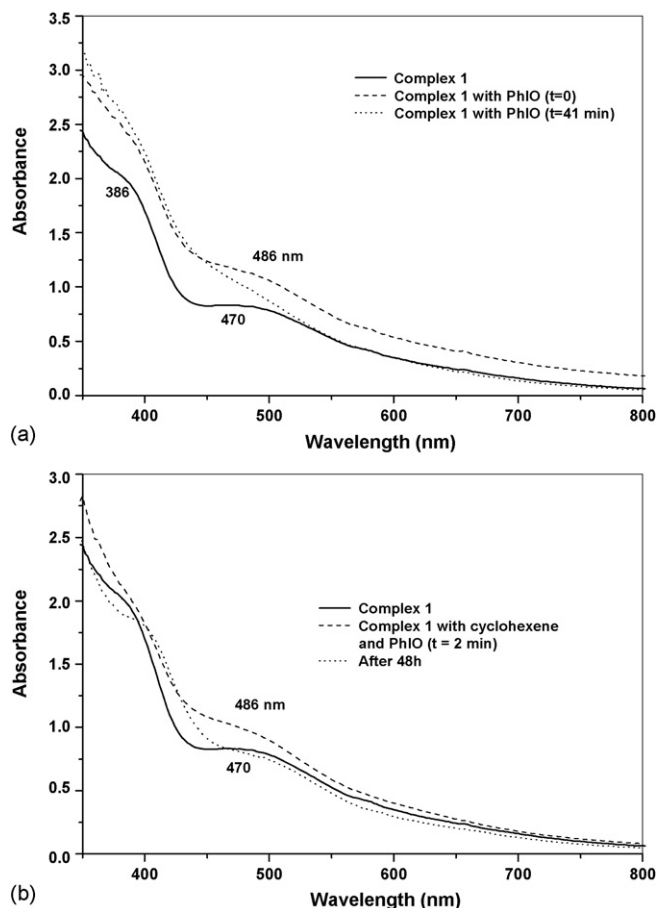 3.5
3.0
2.5
2.0
1.5
1.0
0.5
0.0
Absorbance
Complex 1
Complex 1 with PhIO (t=0)
Complex 1 with PhIO (t=41 min)
386
486 nm
470
400 500 600 700 800
Wavelength (nm)
(a)
3.0
2.5
2.0
1.5
1.0
0.5
0.0
Absorbance
Complex 1
Complex 1 with cyclohexene
and PhIO (t = 2 min)
After 48h
486 nm
470
400 500 600 700 800
Wavelength (nm)
(b)